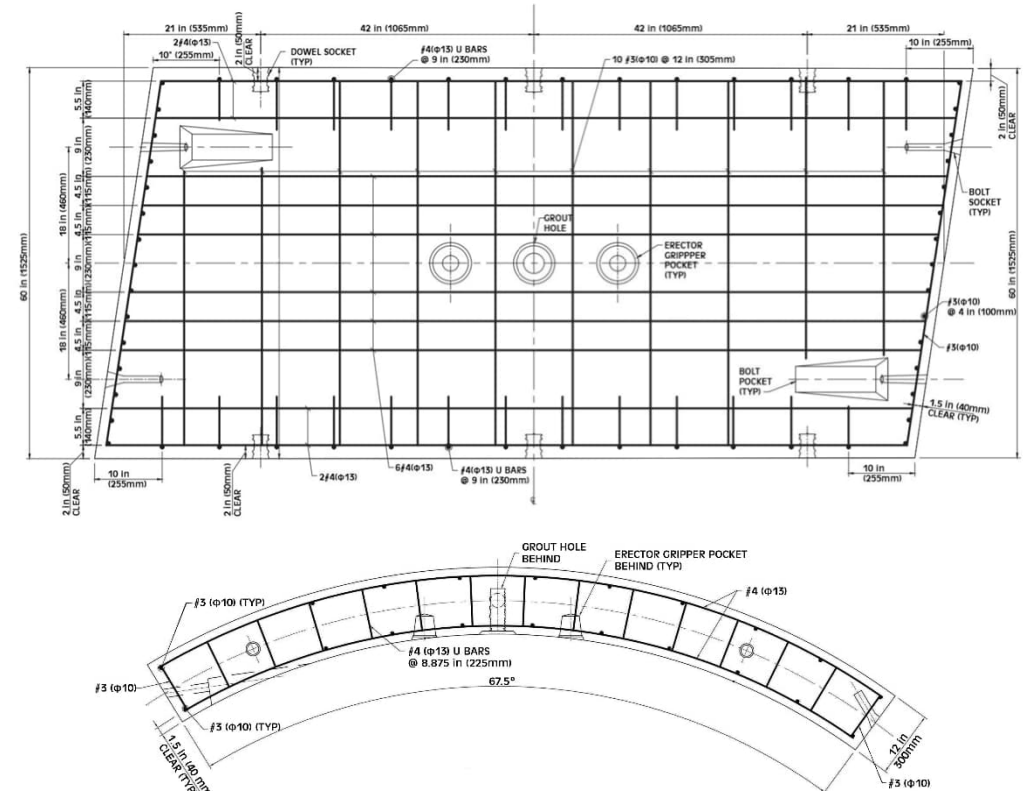 21 in (535mm)
42 in (1065mm)
42 in (1065mm)
21 in (535mm)
2#4(Φ13)
10" (255mm)
2 in (50mm)
CLEAR
DOWEL SOCKET
(TYP)
#4(Φ13) U BARS
@ 9 in (230mm)
10 #3(Φ10) @ 12 in (305mm)
10 in
(255mm)
2 in (50mm)
CLEAR
5.5 in
(140mm)
9 in
(230mm)
4.5 in
(115mm)
4.5 in
(115mm)
9 in
(230mm)
4.5 in
(115mm)
4.5 in
(115mm)
9 in
(230mm)
5.5 in
(140mm)
18 in (460mm)
18 in (460mm)
60 in (1525mm)
60 in (1525mm)
BOLT
SOCKET
(TYP)
GROUT
HOLE
ERECTOR
GRIPPPER
POCKET
(TYP)
#3(Φ10)
@ 4 in (100mm)
#3(Φ10)
BOLT
POCKET
(TYP)
1.5 in (40mm)
CLEAR (TYP)
2 in (50mm)
CLEAR
10 in
(255mm)
2 in (50mm)
CLEAR
2#4(Φ13)
6#4(Φ13)
#4(Φ13) U BARS
@ 9 in (230mm)
10 in
(255mm)
GROUT HOLE
BEHIND
ERECTOR GRIPPER POCKET
BEHIND (TYP)
#3 (Φ10) (TYP)
#4 (Φ13)
#4 (Φ13) U BARS
@ 8.875 in (225mm)
67.5°
#3 (Φ10)
#3 (Φ10) (TYP)
1.5 in (40 mm)
CLEAR (TYP)
12 in
300mm
#3 (Φ10)